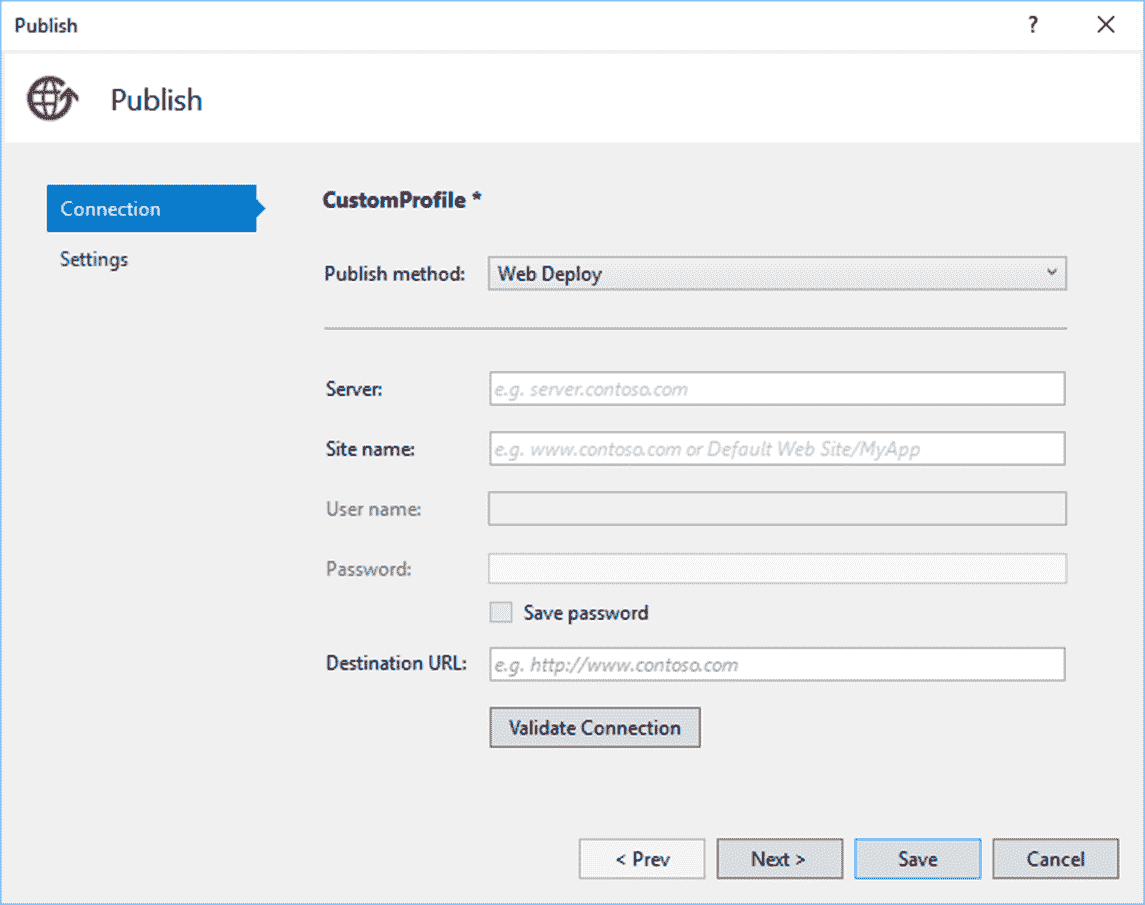 Publish
?
Publish
Connection
Settings
CustomProfile *
Publish method: Web Deploy
Server: e.g. server.contoso.com
Site name: e.g. www.contoso.com or Default Web Site/MyApp
User name:
Password:
Save password
Destination URL: e.g. http://www.contoso.com
Validate Connection
< Prev Next > Save Cancel